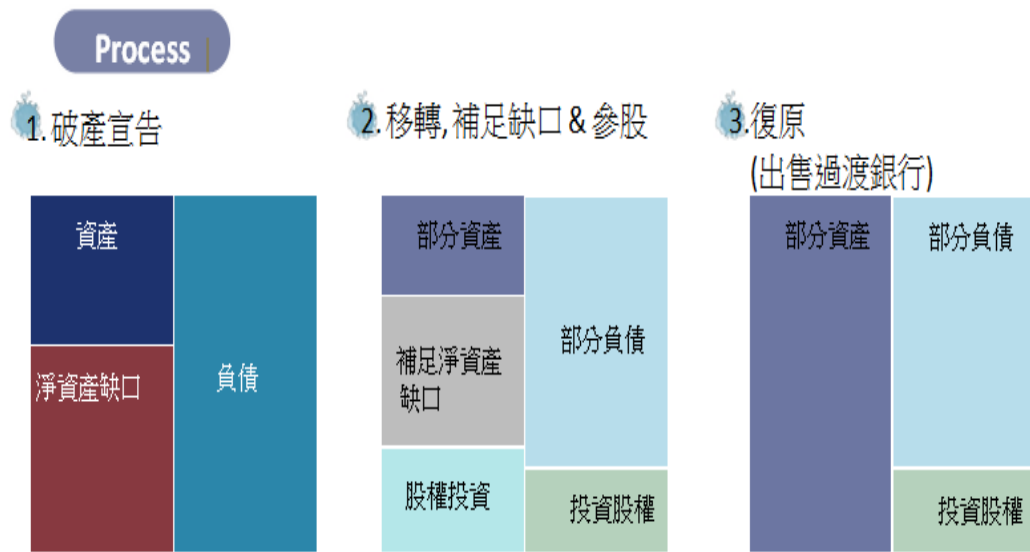 Process
1. 破產宣告
2. 移轉, 補足缺口 & 參股
3.復原
(出售過渡銀行)
資產
淨資產缺口
負債
部分資產
補足淨資產
缺口
股權投資
部分負債
投資股權
部分資產
部分負債
投資股權